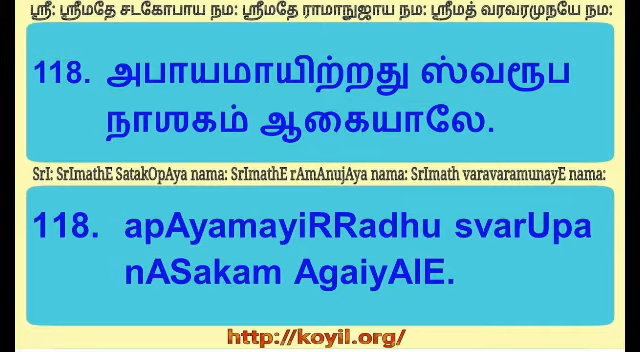 ஸ்ரீ: ஸ்ரீமதே சடகோபாய நம: ஸ்ரீமதே ராமாநுஜாய நம: ஸ்ரீமத் வரவரமுநயே நம:
118. அபாயமாயிற்றது ஸ்வரூப
நாஶகம் ஆகையாலே.
SrI: SrImathE SatakOpAya nama: SrImathE rAmAnujAya nama: SrImath varavaramunayE nama:
118. apAyamayiRRadhu svarUpa
nASakam AgaiyAlE.
http://koyil.org/